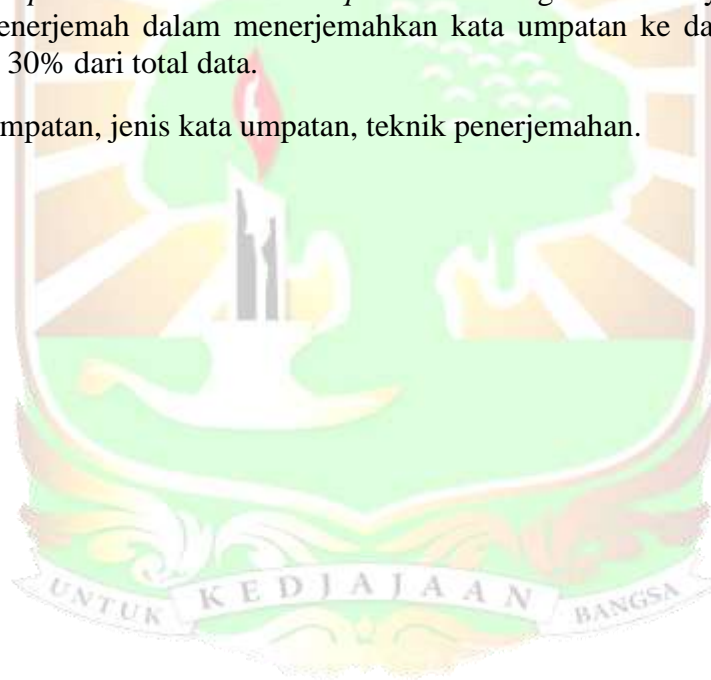 penerjemah dalam menerjemahkan kata umpatan ke da
30% dari total data.
mpatan, jenis kata umpatan, teknik penerjemahan.
UNTUK KEDJAJAAN BANGSA